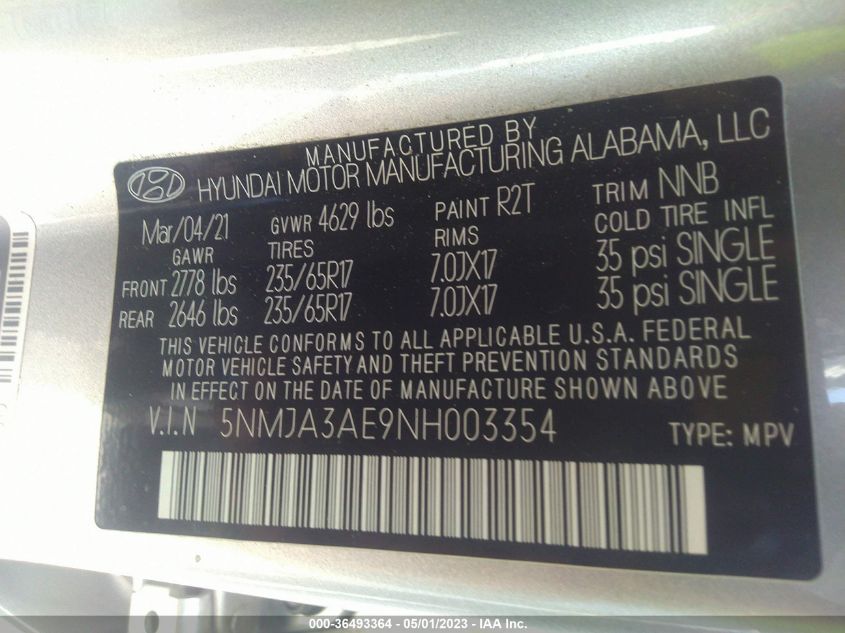 MANUFACTURED BY
HYUNDAI MOTOR MANUFACTURING ALABAMA, LLC
Mar/04/21 GVWR 4629 lbs PAINT R2T TRIM NNB
GAWR TIRES RIMS COLD TIRE INFL
FRONT 2778 lbs 235/65R17 7.0JX17 35 psi SINGLE
REAR 2646 lbs 235/65R17 7.0JX17 35 psi SINGLE
THIS VEHICLE CONFORMS TO ALL APPLICABLE U.S.A. FEDERAL
MOTOR VEHICLE SAFETY AND THEFT PREVENTION STANDARDS
IN EFFECT ON THE DATE OF MANUFACTURE SHOWN ABOVE
V.I.N 5NMJA3AE9NH003354 TYPE: MPV
000-36493364 - 05/01/2023 - IAA Inc.